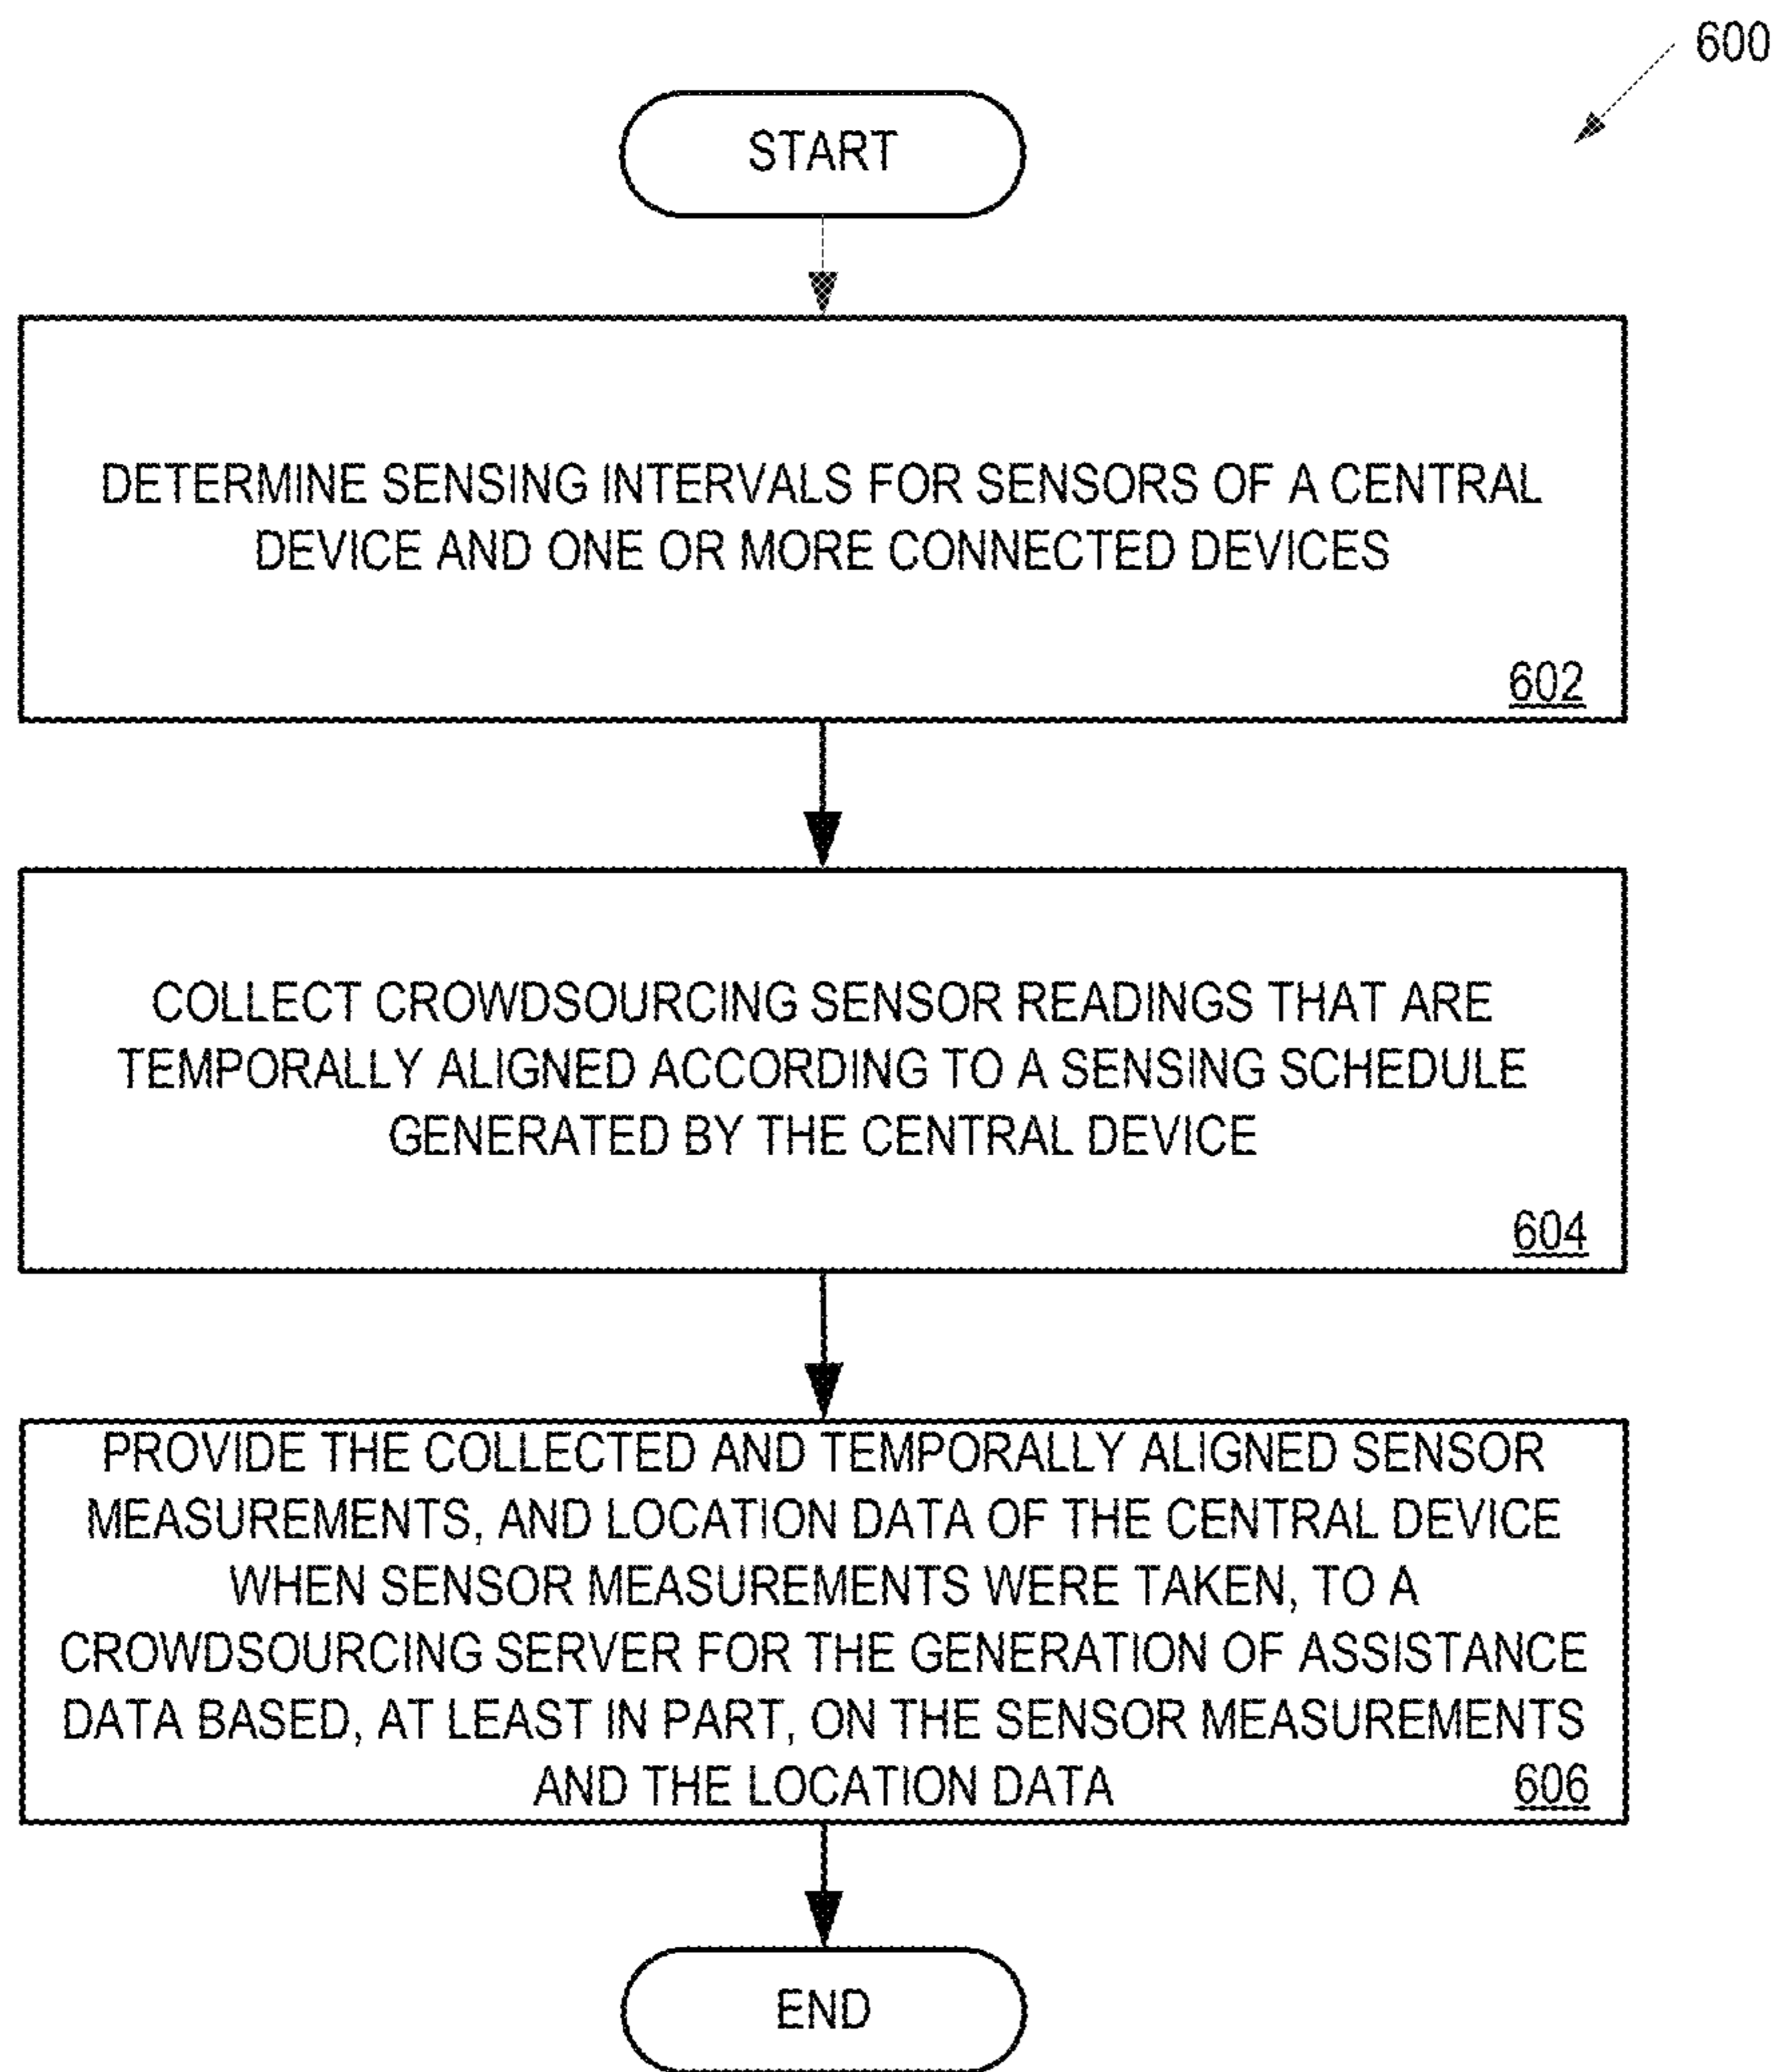 600
START
DETERMINE SENSING INTERVALS FOR SENSORS OF A CENTRAL
DEVICE AND ONE OR MORE CONNECTED DEVICES
602
COLLECT CROWDSOURCING SENSOR READINGS THAT ARE
TEMPORALLY ALIGNED ACCORDING TO A SENSING SCHEDULE
GENERATED BY THE CENTRAL DEVICE
604
PROVIDE THE COLLECTED AND TEMPORALLY ALIGNED SENSOR
MEASUREMENTS, AND LOCATION DATA OF THE CENTRAL DEVICE
WHEN SENSOR MEASUREMENTS WERE TAKEN, TO A
CROWDSOURCING SERVER FOR THE GENERATION OF ASSISTANCE
DATA BASED, AT LEAST IN PART, ON THE SENSOR MEASUREMENTS
AND THE LOCATION DATA
606
END